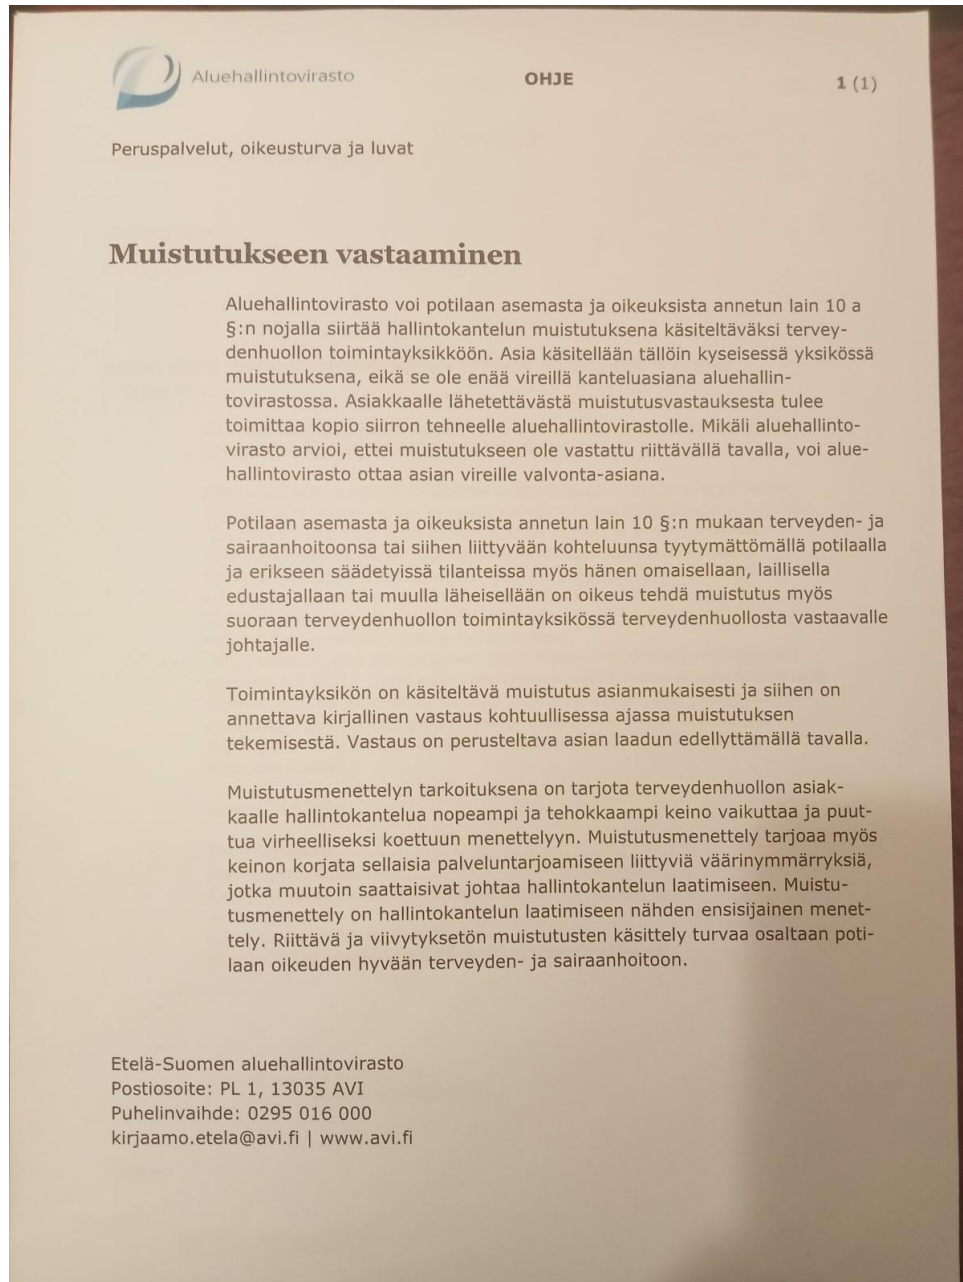 Aluehallintovirasto
OHJE
1 (1)
Peruspalvelut, oikeusturva ja luvat
Muistutukseen vastaaminen
Aluehallintovirasto voi potilaan asemasta ja oikeuksista annetun lain 10 a
§:n nojalla siirtää hallintokantelun muistutuksena käsiteltäväksi tervey-
denhuollon toimintayksikköön. Asia käsitellään tällöin kyseisessä yksikössä
muistutuksena, eikä se ole enää vireillä kanteluasiana aluehallin-
tovirastossa. Asiakkaalle lähetettävästä muistutusvastauksesta tulee
toimittaa kopio siirron tehneelle aluehallintovirastolle. Mikäli aluehallinto-
virasto arvioi, ettei muistutukseen ole vastattu riittävällä tavalla, voi alue-
hallintovirasto ottaa asian vireille valvonta-asiana.
Potilaan asemasta ja oikeuksista annetun lain 10 §:n mukaan terveyden- ja
sairaanhoitoonsa tai siihen liittyvään kohteluunsa tyytymättömällä potilaalla
ja erikseen säädetyissä tilanteissa myös hänen omaisellaan, laillisella
edustajallaan tai muulla läheisellään on oikeus tehdä muistutus myös
suoraan terveydenhuollon toimintayksikössä terveydenhuollosta vastaavalle
johtajalle.
Toimintayksikön on käsiteltävä muistutus asianmukaisesti ja siihen on
annettava kirjallinen vastaus kohtuullisessa ajassa muistutuksen
tekemisestä. Vastaus on perusteltava asian laadun edellyttämällä tavalla.
Muistutusmenettelyn tarkoituksena on tarjota terveydenhuollon asiak-
kaalle hallintokantelua nopeampi ja tehokkaampi keino vaikuttaa ja puut-
tua virheelliseksi koettuun menettelyyn. Muistutusmenettely tarjoaa myös
keinon korjata sellaisia palveluntarjoamiseen liittyviä väärinymmärryksiä,
jotka muutoin saattaisivat johtaa hallintokantelun laatimiseen. Muistu-
tusmenettely on hallintokantelun laatimiseen nähden ensisijainen menet-
tely. Riittävä ja viivytyksetön muistutusten käsittely turvaa osaltaan poti-
laan oikeuden hyvään terveyden- ja sairaanhoitoon.
Etelä-Suomen aluehallintovirasto
Postiosoite: PL 1, 13035 AVI
Puhelinvaihde: 0295 016 000
kirjaamo.etela@avi.fi | www.avi.fi